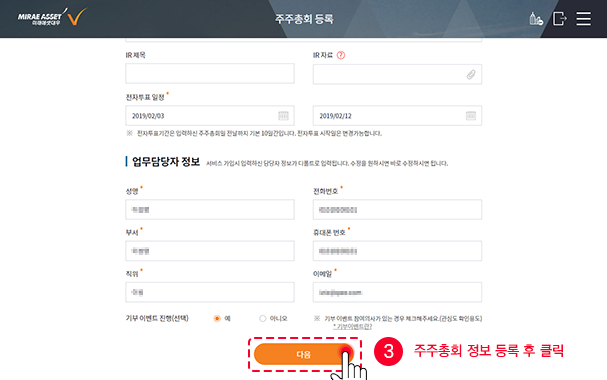 MIRAE ASSET
미래에셋대우
주주총회 등록
IR 제목
IR 자료 ?
전자투표 일정 *
2019/02/03
2019/02/12
※ 전자투표기간은 입력하신 주주총회일 전날까지 기본 10일간입니다. 전자투표 시작일은 변경가능합니다.
업무담당자 정보 서비스 가입시 입력하신 담당자 정보가 디폴트로 입력됩니다. 수정을 원하시면 바로 수정하시면 됩니다.
성명 *
전화번호 *
부서 *
휴대폰 번호 *
직위 *
이메일 *
기부 이벤트 진행(선택)
예
아니요
※ 기부 이벤트 참여의사가 있는 경우 체크해주세요.(관심도 확인용도)
* 기부이벤트란?
다음
3 주주총회 정보 등록 후 클릭